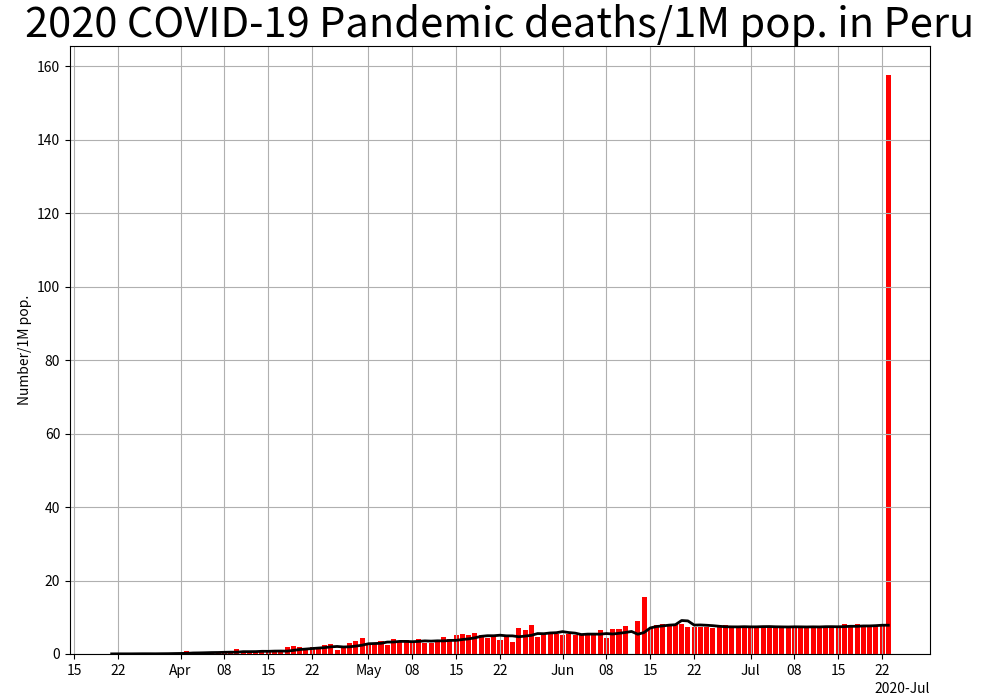 2020 COVID-19 Pandemic deaths/1M pop. in Peru
Number/1M pop.
160
140
120
100
80
60
40
20
0
15 22 Apr 08 15 22 May 08 15 22 Jun 08 15 22 Jul 08 15 22
2020-Jul